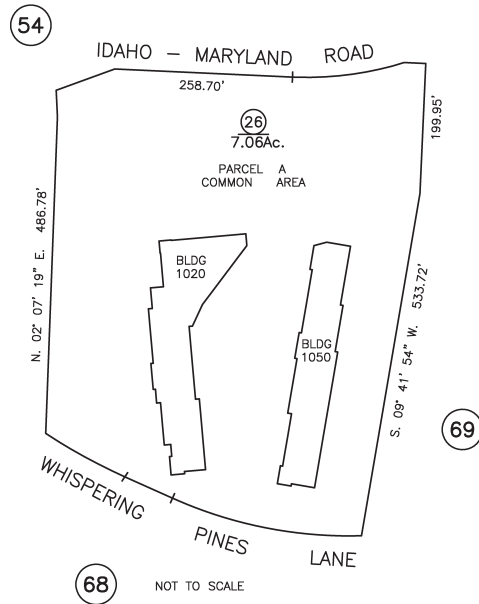 54
IDAHO – MARYLAND ROAD
258.70'
199.95'
26
7.06Ac.
PARCEL A
COMMON AREA
N. 02° 07' 19" E. 486.78'
BLDG
1020
BLDG
1050
S. 09° 41' 54" W. 533.72'
69
WHISPERING PINES LANE
68
NOT TO SCALE